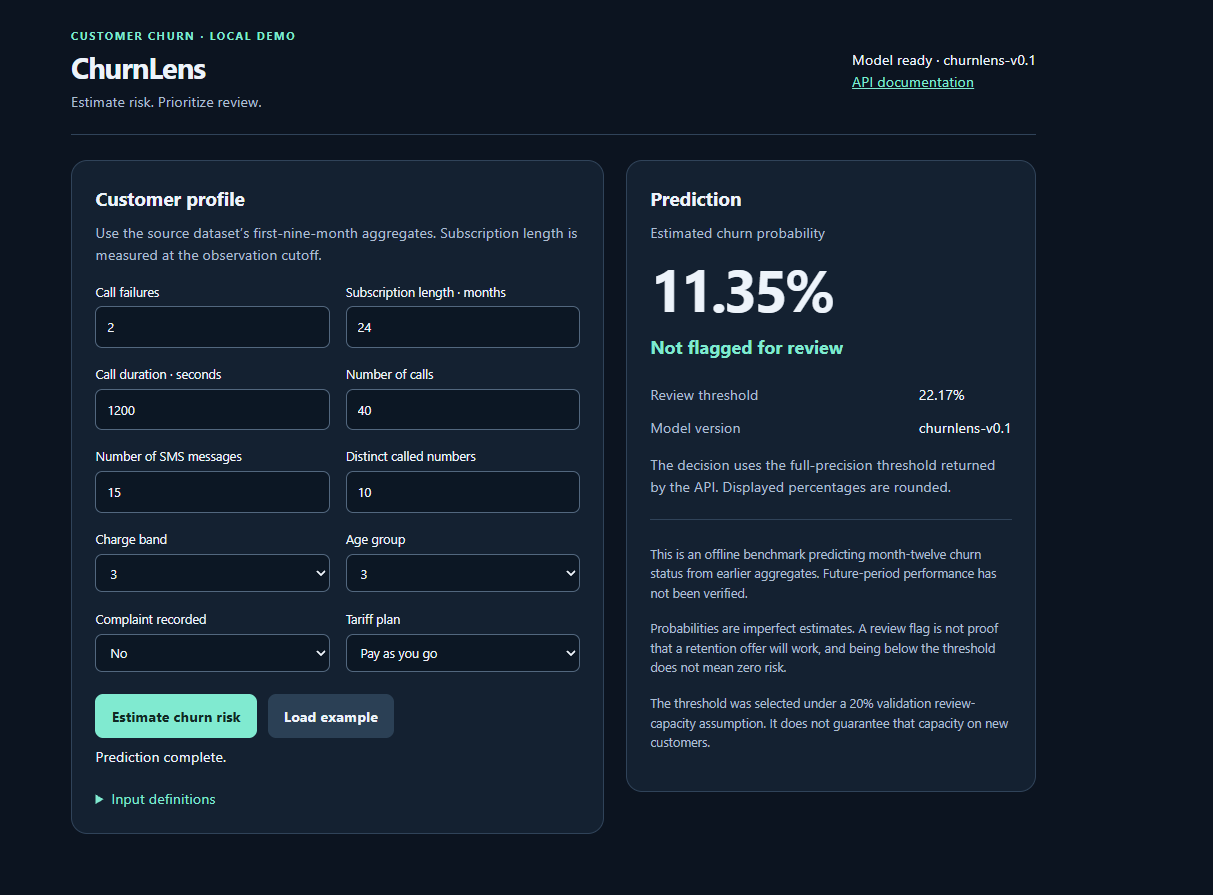 CUSTOMER CHURN · LOCAL DEMO
ChurnLens
Estimate risk. Prioritize review.
Model ready · churnlens-v0.1
API documentation
Customer profile
Use the source dataset's first-nine-month aggregates. Subscription length is
measured at the observation cutoff.
Call failures
2
Subscription length · months
24
Call duration · seconds
1200
Number of calls
40
Number of SMS messages
15
Distinct called numbers
10
Charge band
3
Age group
3
Complaint recorded
No
Tariff plan
Pay as you go
Estimate churn risk
Load example
Prediction complete.
Input definitions
Prediction
Estimated churn probability
11.35%
Not flagged for review
Review threshold
22.17%
Model version
churnlens-v0.1
The decision uses the full-precision threshold returned
by the API. Displayed percentages are rounded.
This is an offline benchmark predicting month-twelve churn
status from earlier aggregates. Future-period performance has
not been verified.
Probabilities are imperfect estimates. A review flag is not proof
that a retention offer will work, and being below the threshold
does not mean zero risk.
The threshold was selected under a 20% validation review-
capacity assumption. It does not guarantee that capacity on new
customers.